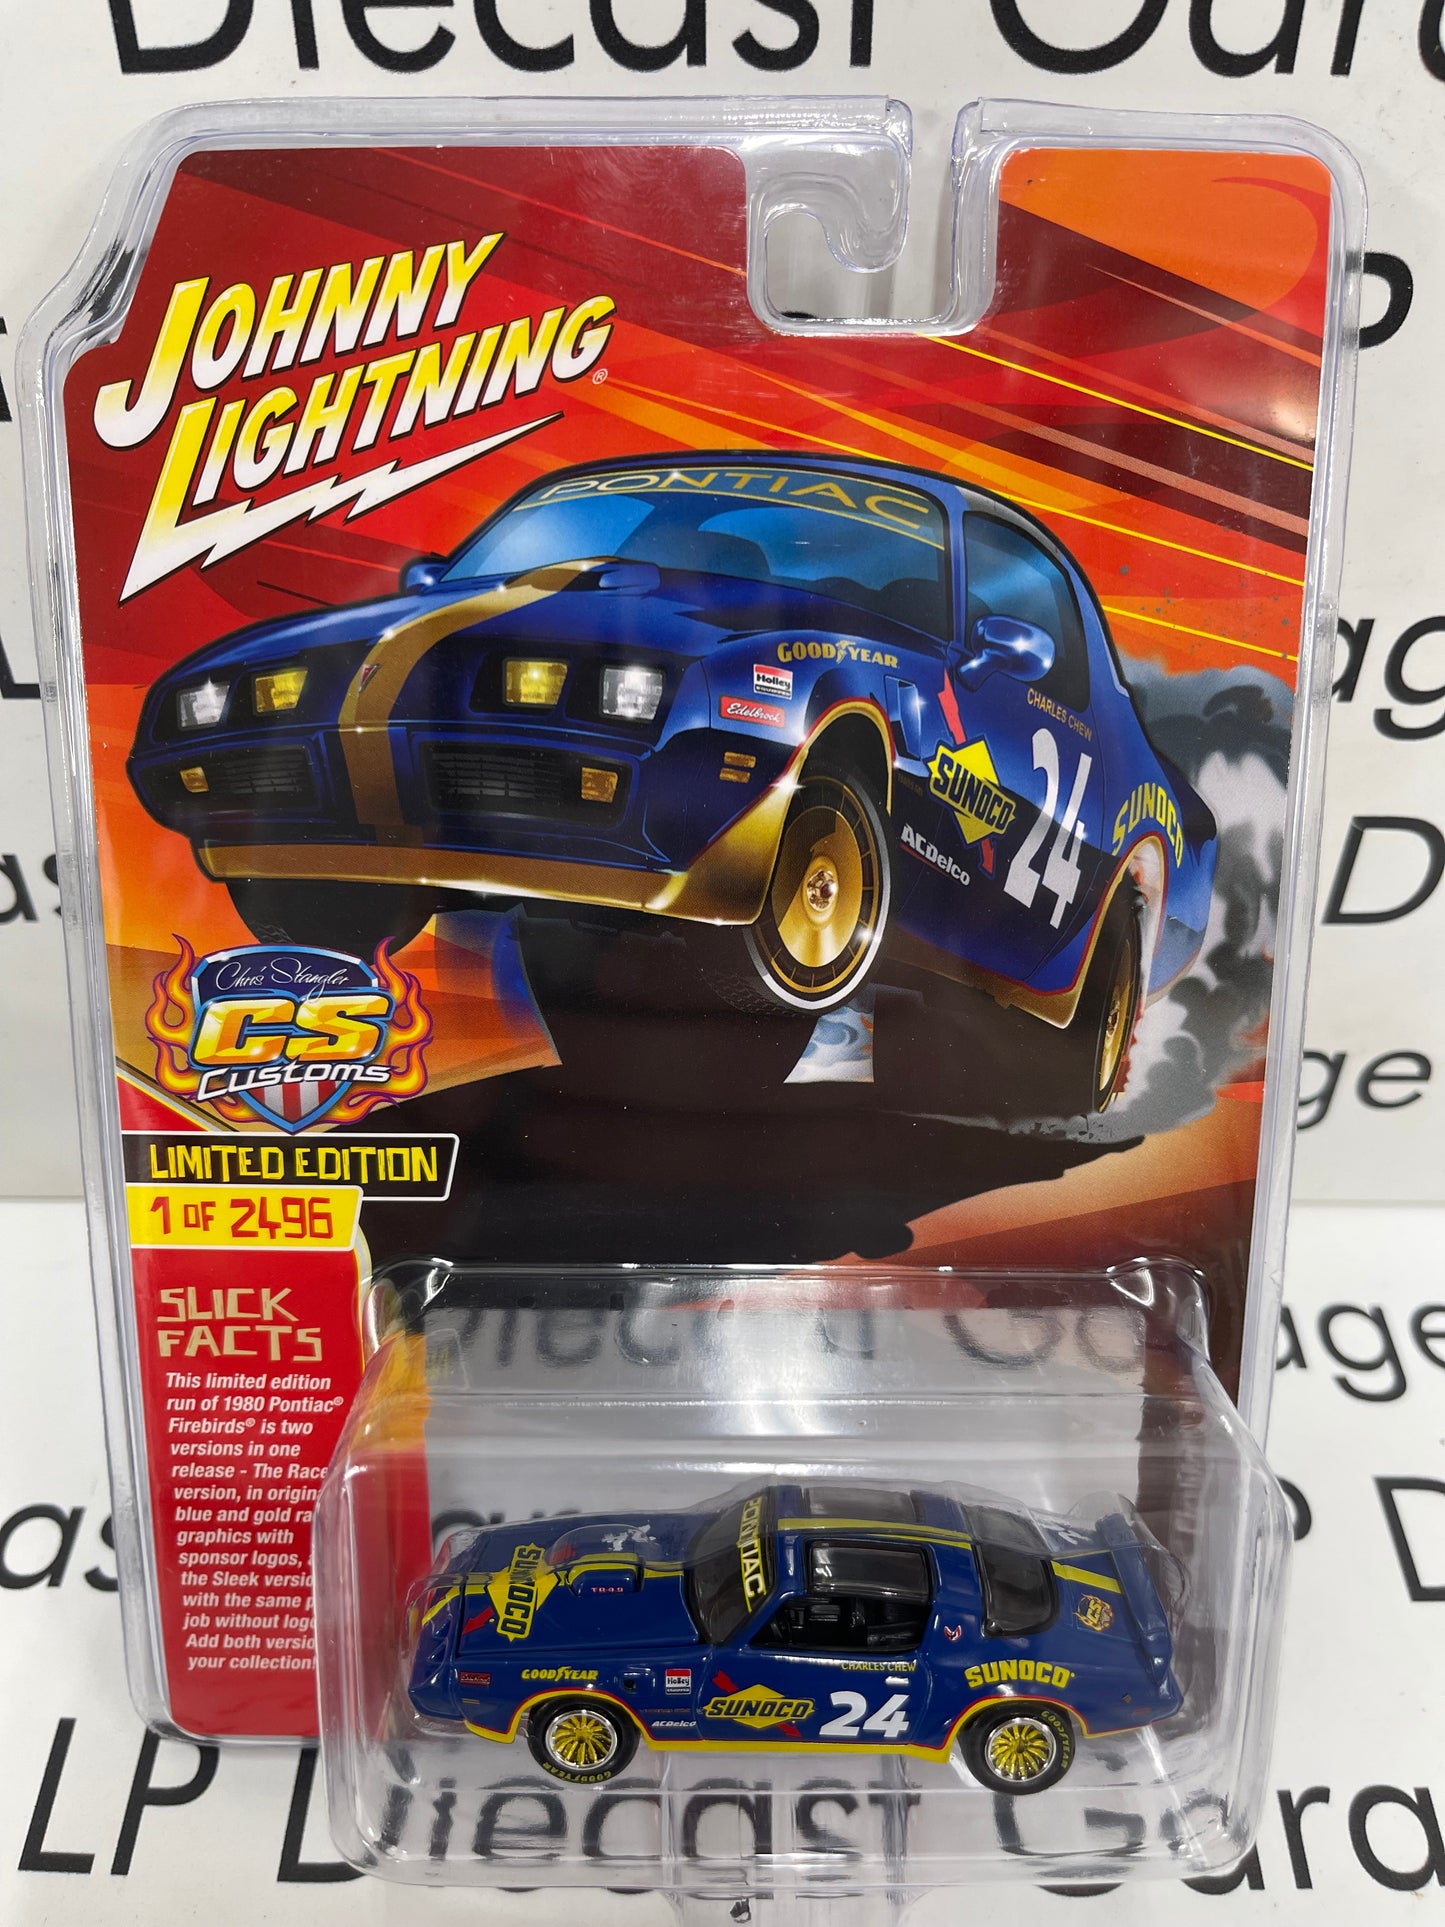 Diecast Gara
JOHNNY
LIGHTNING®
PONTIAC
GOODYEAR
Holley
Edelbrock
CHARLES CHEW
SUNOCO
24
SUNOCO
ACDelco
Chris Stangler
CS
Customs
LIMITED EDITION
1 OF 2496
SLICK
FACTS
This limited edition
run of 1980 Pontiac®
Firebirds® is two
versions in one
release - The Race
version, in origina
blue and gold ra
graphics with
sponsor logos, a
the Sleek versio
with the same p
job without logo
Add both versio
your collection!
PONTIAC
SUNOCO
GOODYEAR
Holley
ACDelco
SUNOCO
CHARLES CHEW
24
SUNOCO
CS
GOODYEAR
GOODYEAR
LP Diecast Gara